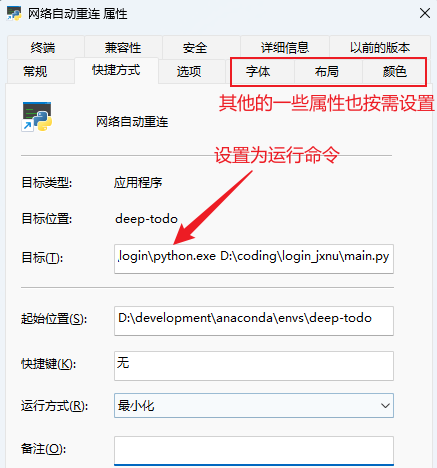 网络自动重连 属性
终端 兼容性 安全 详细信息 以前的版本
常规 快捷方式 选项 字体 布局 颜色
其他的一些属性也按需设置
网络自动重连
设置为运行命令
目标类型: 应用程序
目标位置: deep-todo
目标(T): _login\python.exe D:\coding\login_jxnu\main.py
起始位置(S): D:\development\anaconda\envs\deep-todo
快捷键(K): 无
运行方式(R): 最小化
备注(O):